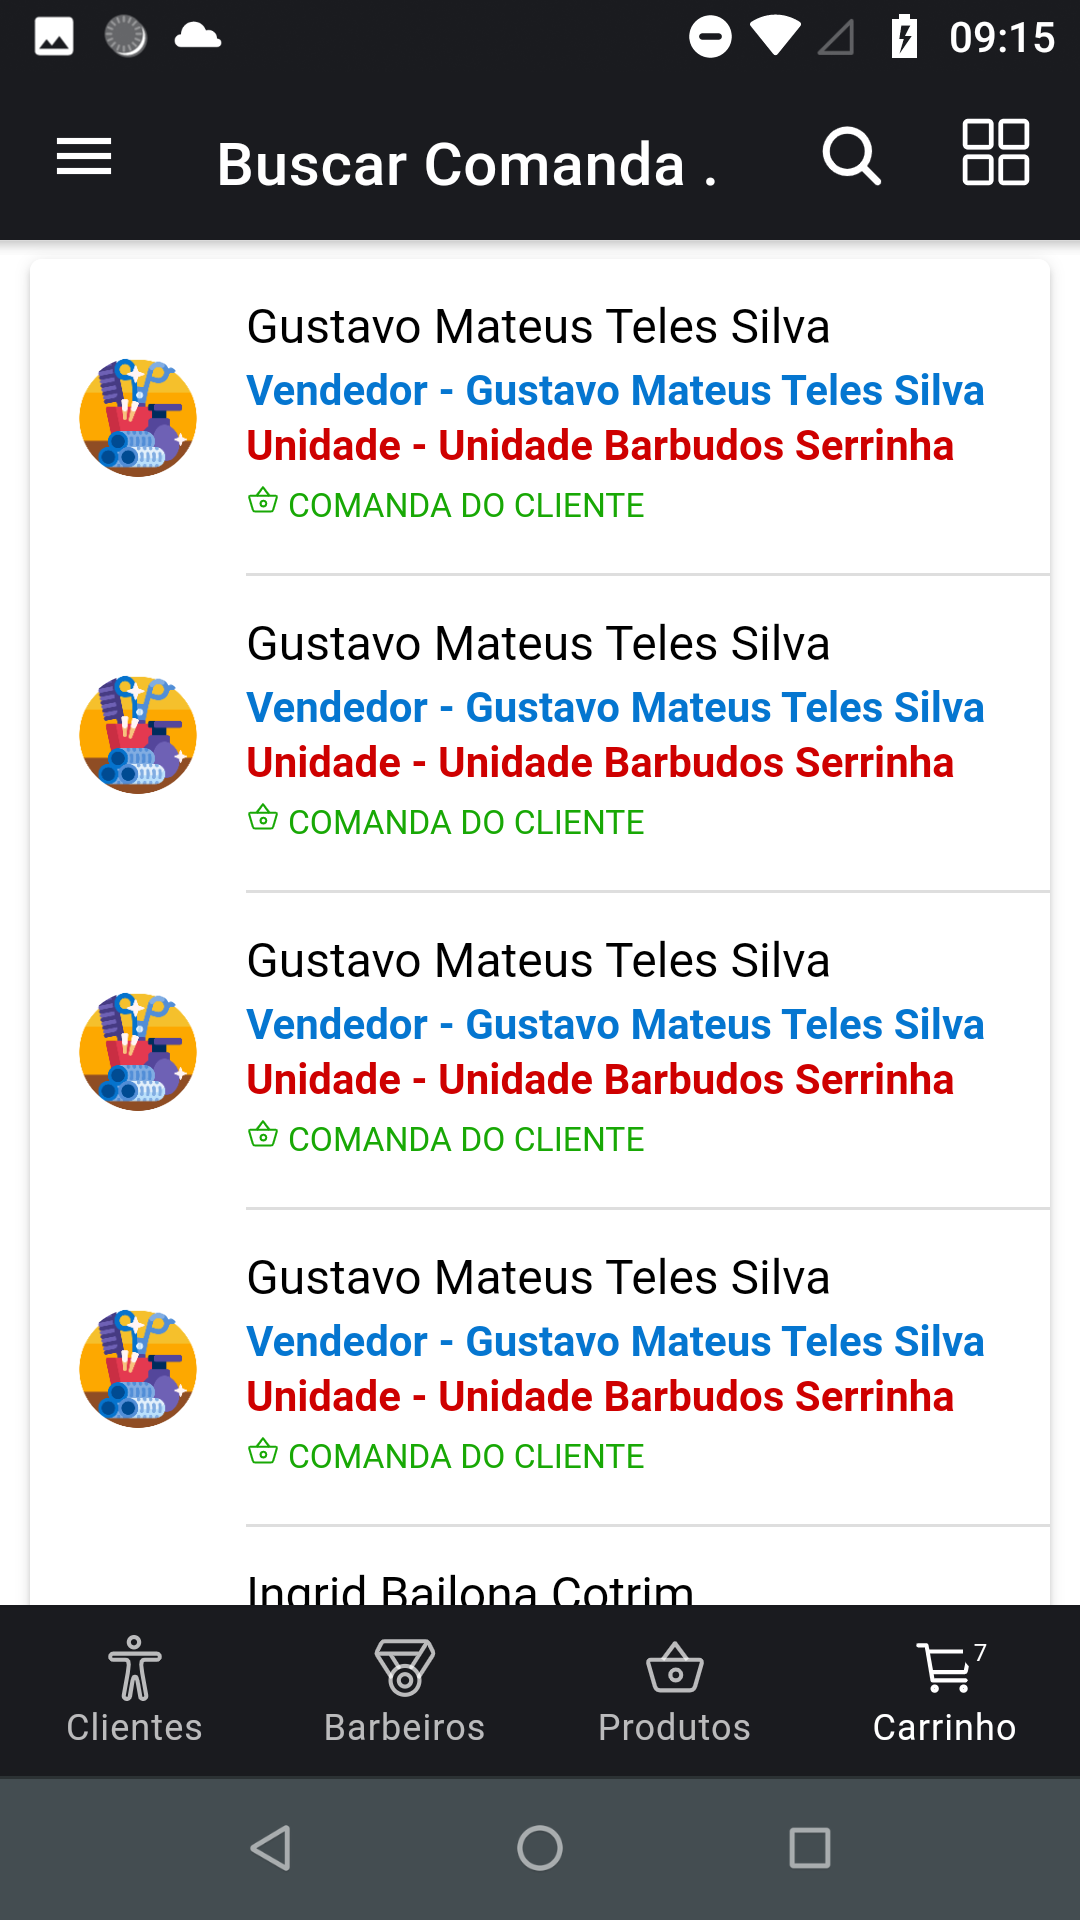 09:15
Buscar Comanda .
Gustavo Mateus Teles Silva
Vendedor - Gustavo Mateus Teles Silva
Unidade - Unidade Barbudos Serrinha
COMANDA DO CLIENTE
Gustavo Mateus Teles Silva
Vendedor - Gustavo Mateus Teles Silva
Unidade - Unidade Barbudos Serrinha
COMANDA DO CLIENTE
Gustavo Mateus Teles Silva
Vendedor - Gustavo Mateus Teles Silva
Unidade - Unidade Barbudos Serrinha
COMANDA DO CLIENTE
Gustavo Mateus Teles Silva
Vendedor - Gustavo Mateus Teles Silva
Unidade - Unidade Barbudos Serrinha
COMANDA DO CLIENTE
Ingrid Bailona Cotrim
7
Clientes Barbeiros Produtos Carrinho